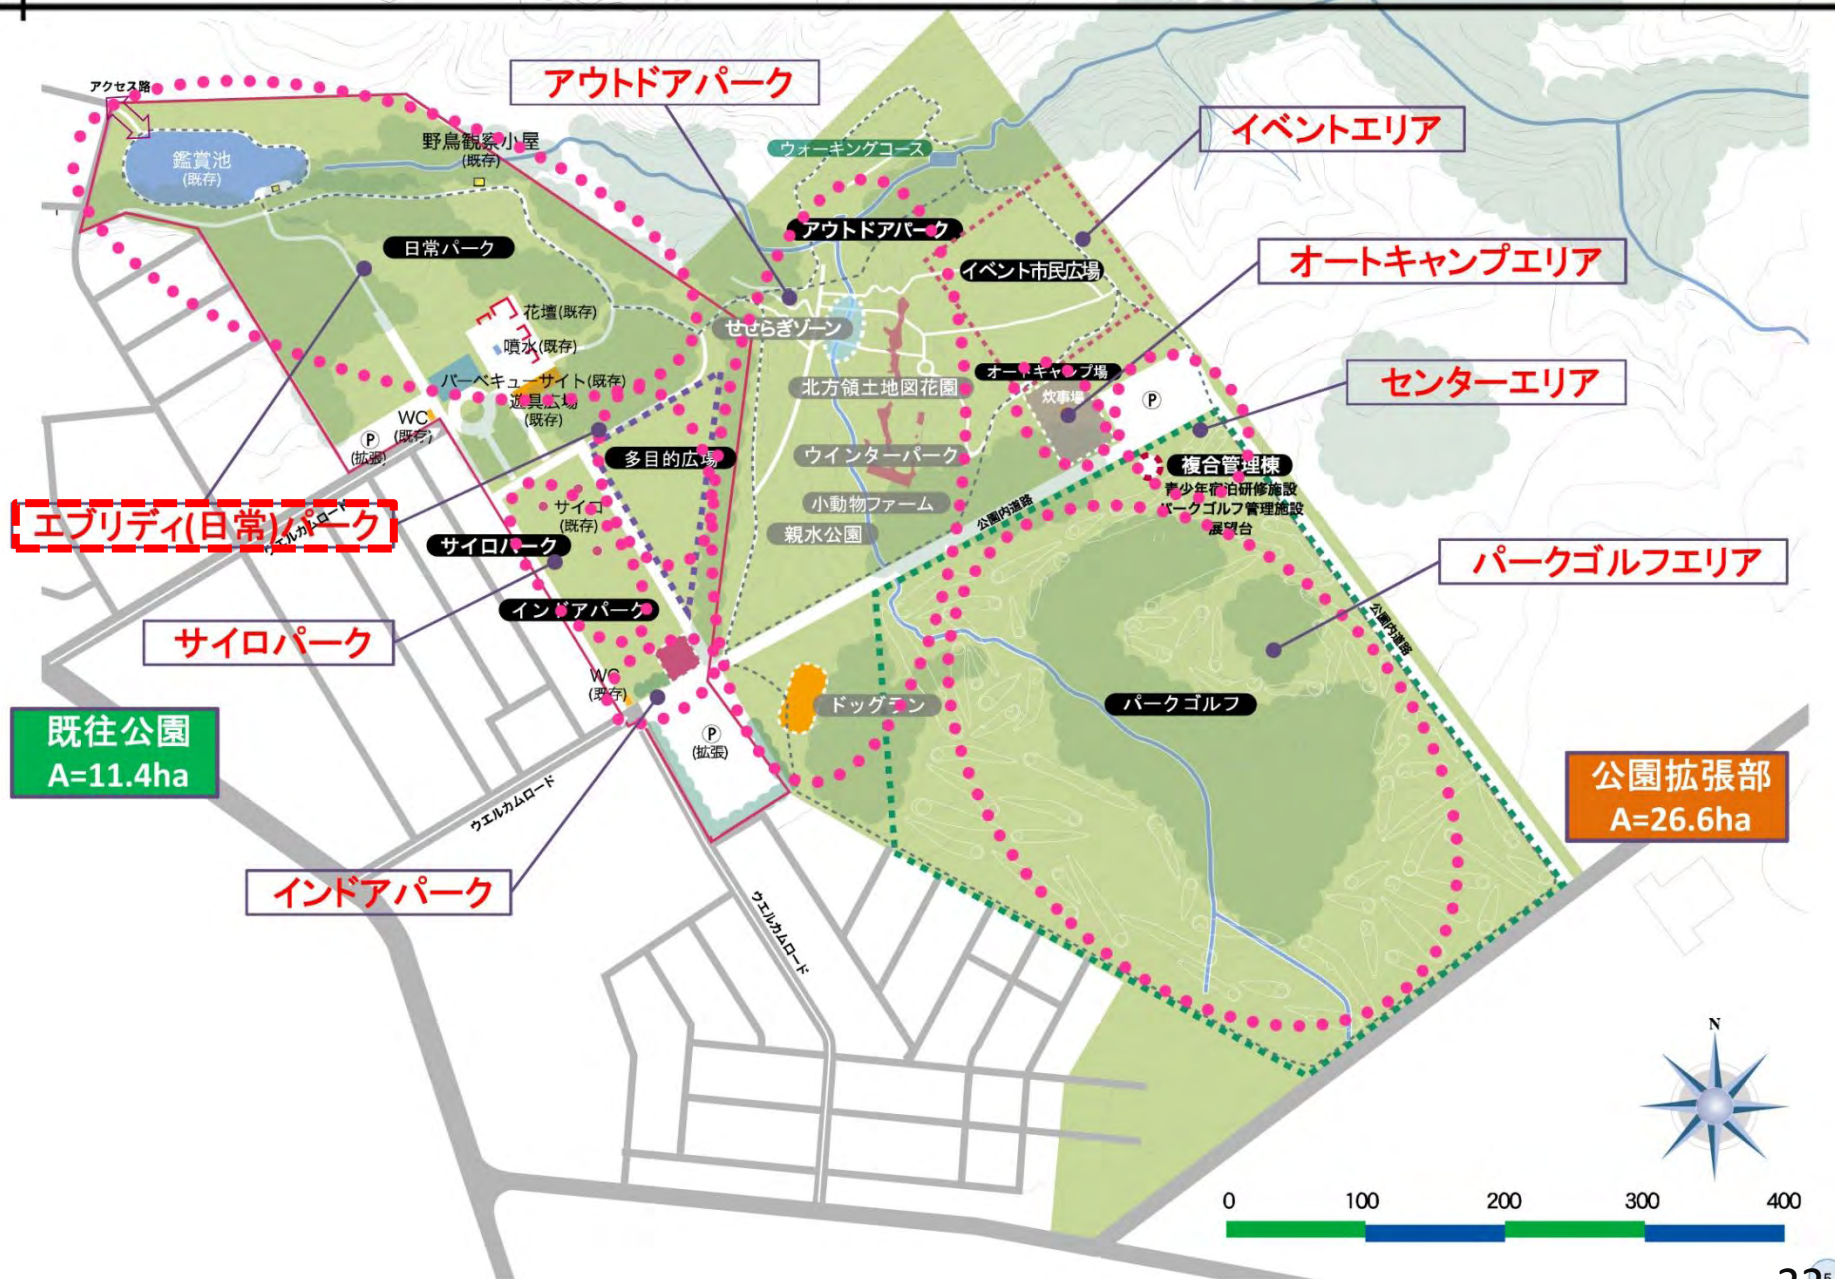 アウトドアパーク
アクセス路
イベントエリア
野鳥観察小屋
(既存)
ウォーキングコース
鑑賞池
(既存)
アウトドアパーク
日常パーク
オートキャンプエリア
イベント市民広場
花壇(既存)
せせらぎゾーン
噴水(既存)
オートキャンプ場
バーベキューサイト(既存)
北方領土地図花園
炊事場
P
センターエリア
遊具広場
(既存)
WC
(既存)
P
(拡張)
多目的広場
ウインターパーク
複合管理棟
青少年宿泊研修施設
パークゴルフ管理施設
展望台
サイロ
(既存)
小動物ファーム
公園内道路
エブリディ(日常)パーク
ウエルカムロード
親水公園
サイロパーク
パークゴルフエリア
インドアパーク
公園内道路
サイロパーク
WC
(既存)
ドッグラン
パークゴルフ
既往公園
A=11.4ha
P
(拡張)
公園拡張部
A=26.6ha
ウエルカムロード
インドアパーク
ウエルカムロード
N
0 100 200 300 400